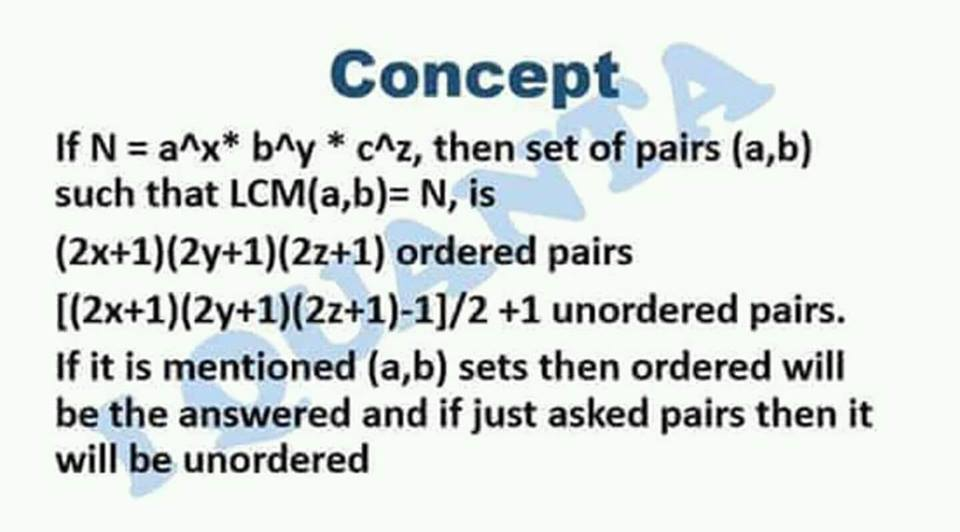 Concept
If N = a^x* b^y * c^z, then set of pairs (a,b)
such that LCM(a,b)= N, is
(2x+1)(2y+1)(2z+1) ordered pairs
[(2x+1)(2y+1)(2z+1)-1]/2 +1 unordered pairs.
If it is mentioned (a,b) sets then ordered will
be the answered and if just asked pairs then it
will be unordered
I QUANTA